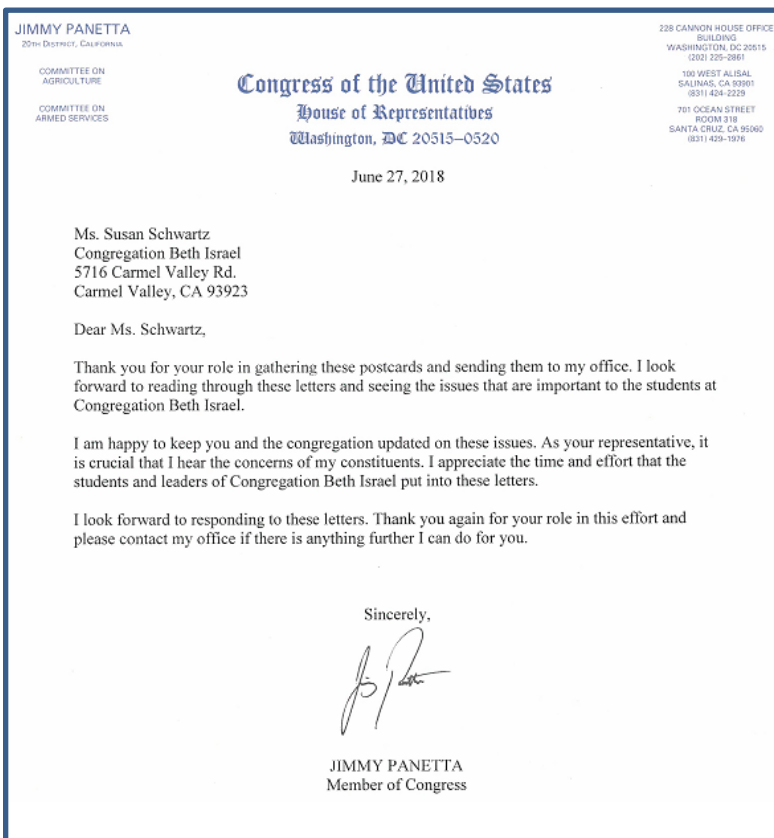 JIMMY PANETTA
20TH DISTRICT, CALIFORNIA
COMMITTEE ON
AGRICULTURE
COMMITTEE ON
ARMED SERVICES
228 CANNON HOUSE OFFICE
BUILDING
WASHINGTON, DC 20515
(202) 225-2861
100 WEST ALISAL
SALINAS, CA 93901
(831) 424-2229
701 OCEAN STREET
ROOM 318
SANTA CRUZ, CA 95060
(831) 429-1976
Congress of the United States
House of Representatives
Washington, DC 20515–0520
June 27, 2018
Ms. Susan Schwartz
Congregation Beth Israel
5716 Carmel Valley Rd.
Carmel Valley, CA 93923
Dear Ms. Schwartz,
Thank you for your role in gathering these postcards and sending them to my office. I look
forward to reading through these letters and seeing the issues that are important to the students at
Congregation Beth Israel.
I am happy to keep you and the congregation updated on these issues. As your representative, it
is crucial that I hear the concerns of my constituents. I appreciate the time and effort that the
students and leaders of Congregation Beth Israel put into these letters.
I look forward to responding to these letters. Thank you again for your role in this effort and
please contact my office if there is anything further I can do for you.
Sincerely,
JIMMY PANETTA
Member of Congress